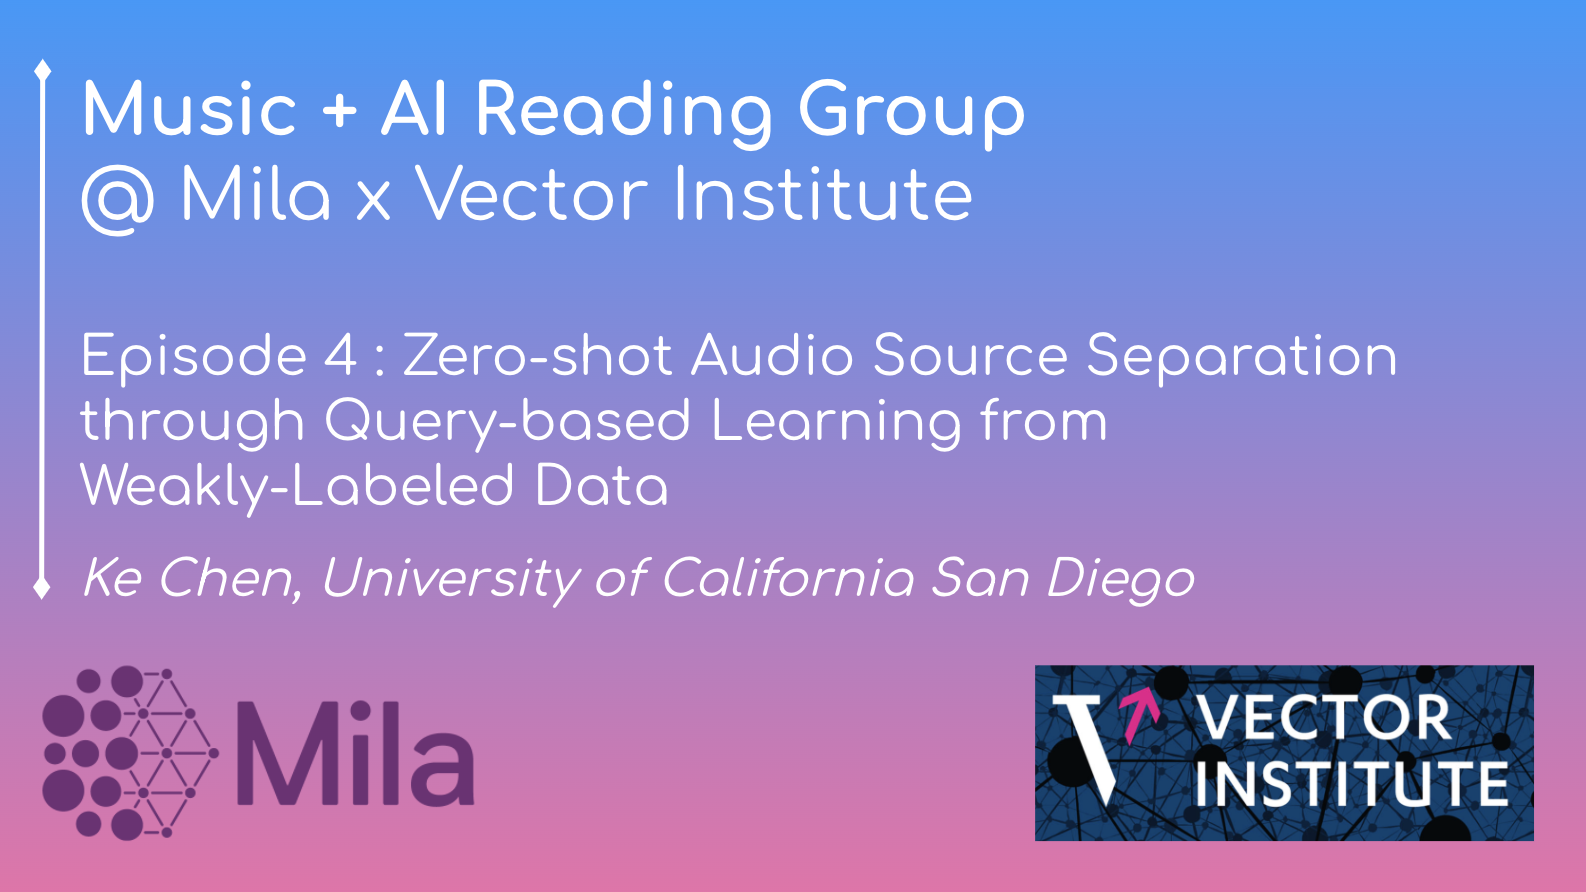 Music + AI Reading Group
@ Mila x Vector Institute
Episode 4 : Zero-shot Audio Source Separation
through Query-based Learning from
Weakly-Labeled Data
Ke Chen, University of California San Diego
Mila
VECTOR
INSTITUTE